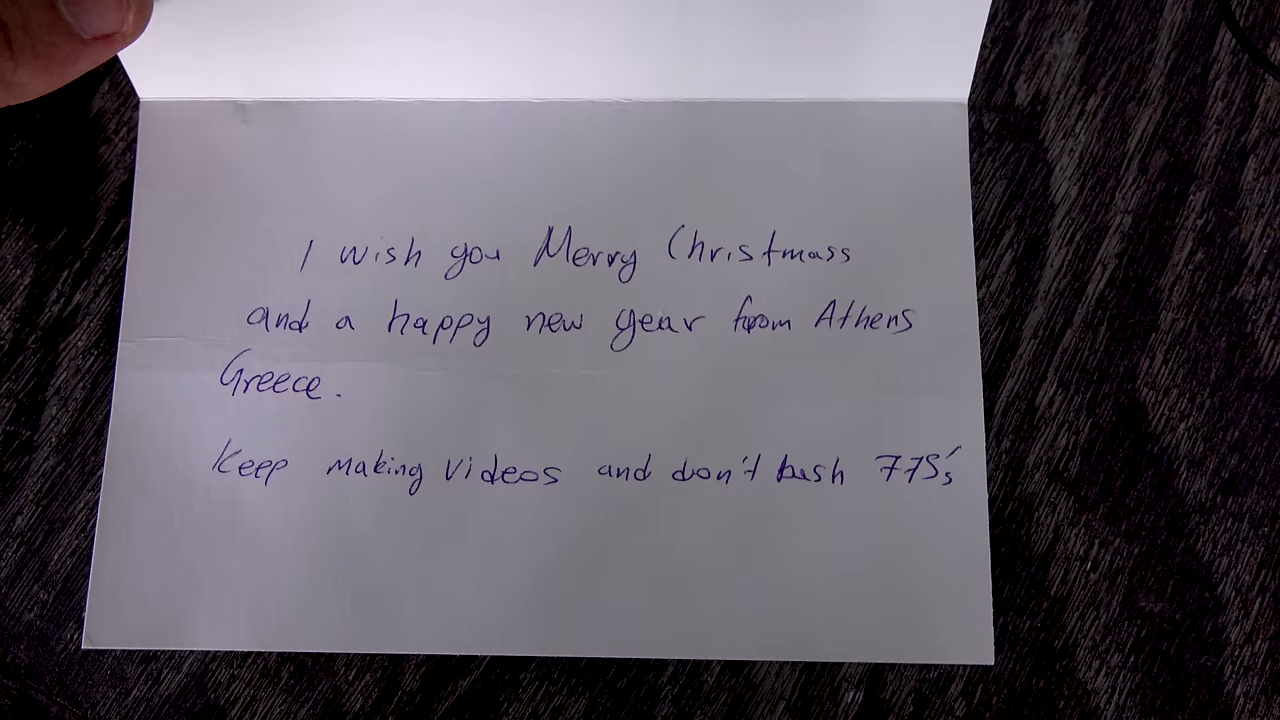 I wish you Merry Christmass
and a happy new year from Athens
Greece.
Keep making videos and don't bash 775's